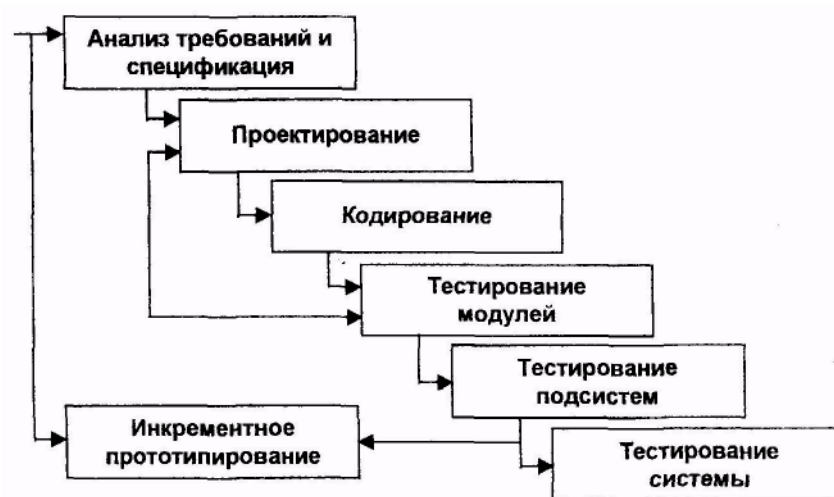 Анализ требований и
спецификация
Проектирование
Кодирование
Тестирование
модулей
Тестирование
подсистем
Инкрементное
прототипирование
Тестирование
системы